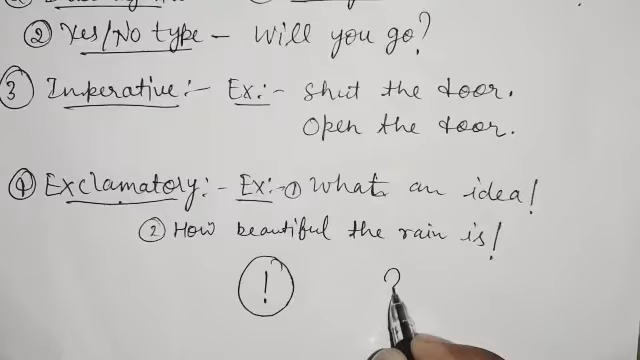 ② Yes/No type - Will you go?
③ Imperative:- Ex:- Shut the door.
Open the door.
④ Exclamatory:- Ex:- ① What an idea!
② How beautiful the rain is!
! ?